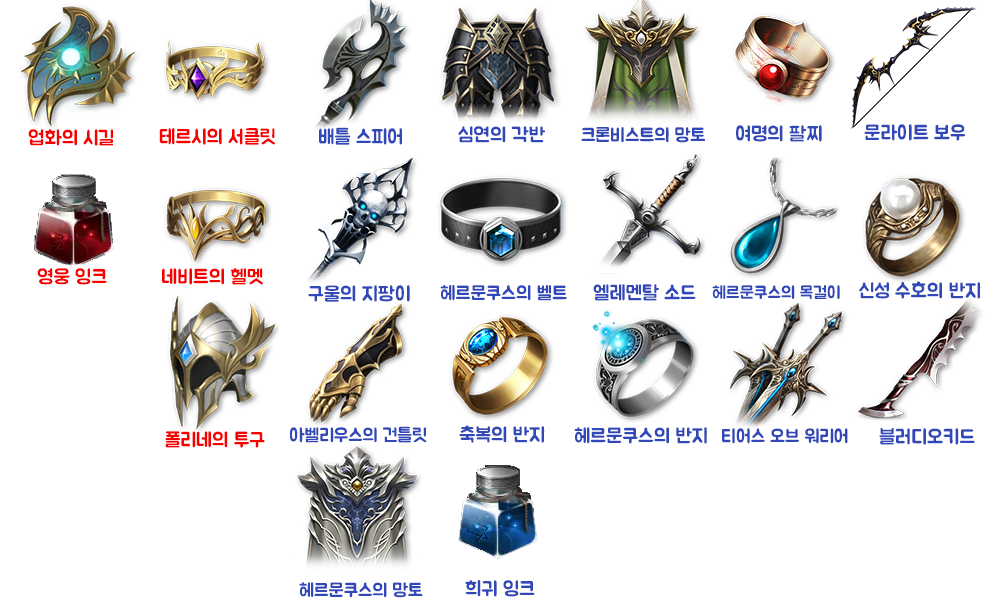 업화의 시길
테르시의 서클릿
배틀 스피어
심연의 각반
크론비스트의 망토
여명의 팔찌
문라이트 보우
영웅 잉크
네비트의 헬멧
구울의 지팡이
헤르문쿠스의 벨트
엘레멘탈 소드
헤르문쿠스의 목걸이
신성 수호의 반지
폴리네의 투구
아벨리우스의 건틀릿
축복의 반지
헤르문쿠스의 반지
티어스 오브 워리어
블러디오키드
헤르문쿠스의 망토
희귀 잉크